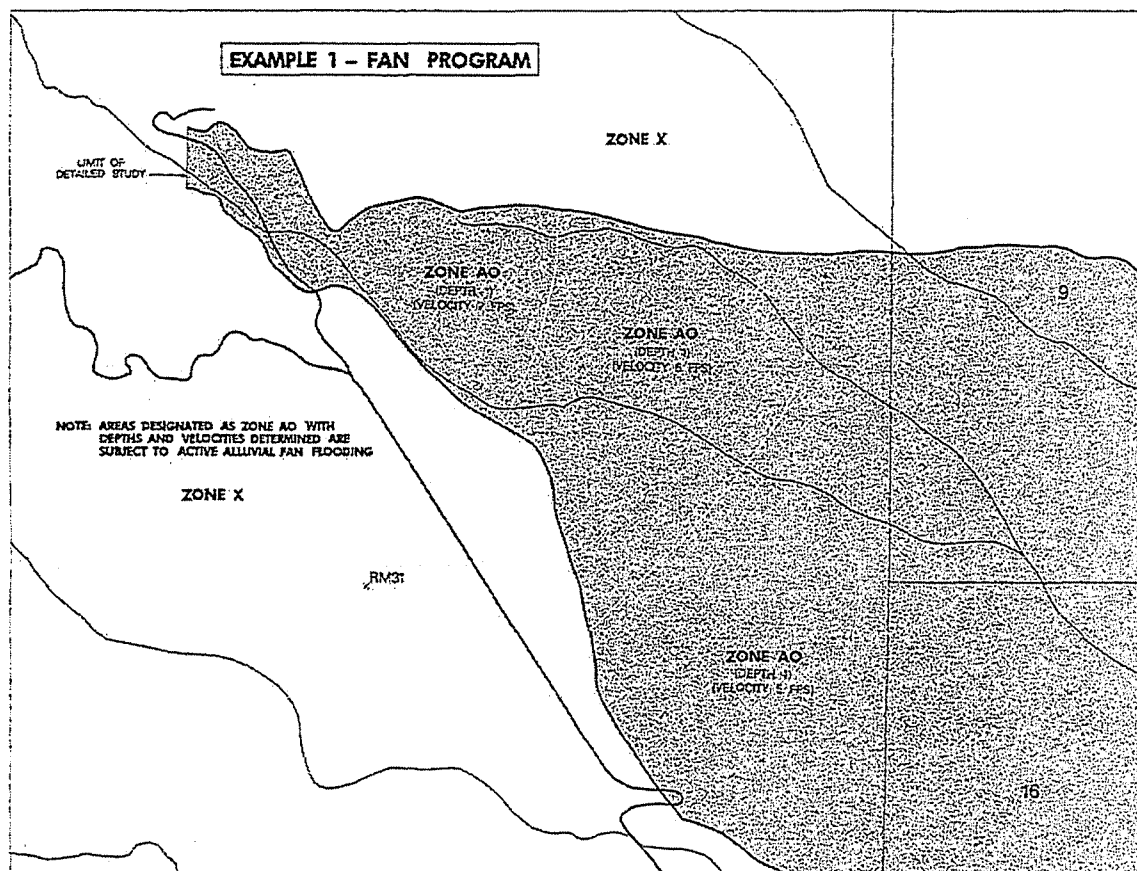 EXAMPLE 1 – FAN PROGRAM
ZONE X
LIMIT OF
DETAILED STUDY
ZONE AO
(DEPTH 1)
(VELOCITY FPS)
9
ZONE AO
(DEPTH 1)
(VELOCITY 5 FPS)
NOTE: AREAS DESIGNATED AS ZONE AO WITH
DEPTHS AND VELOCITIES DETERMINED ARE
SUBJECT TO ACTIVE ALLUVIAL FAN FLOODING
ZONE X
RM31
ZONE AO
(DEPTH 1)
(VELOCITY 5 FPS)
16